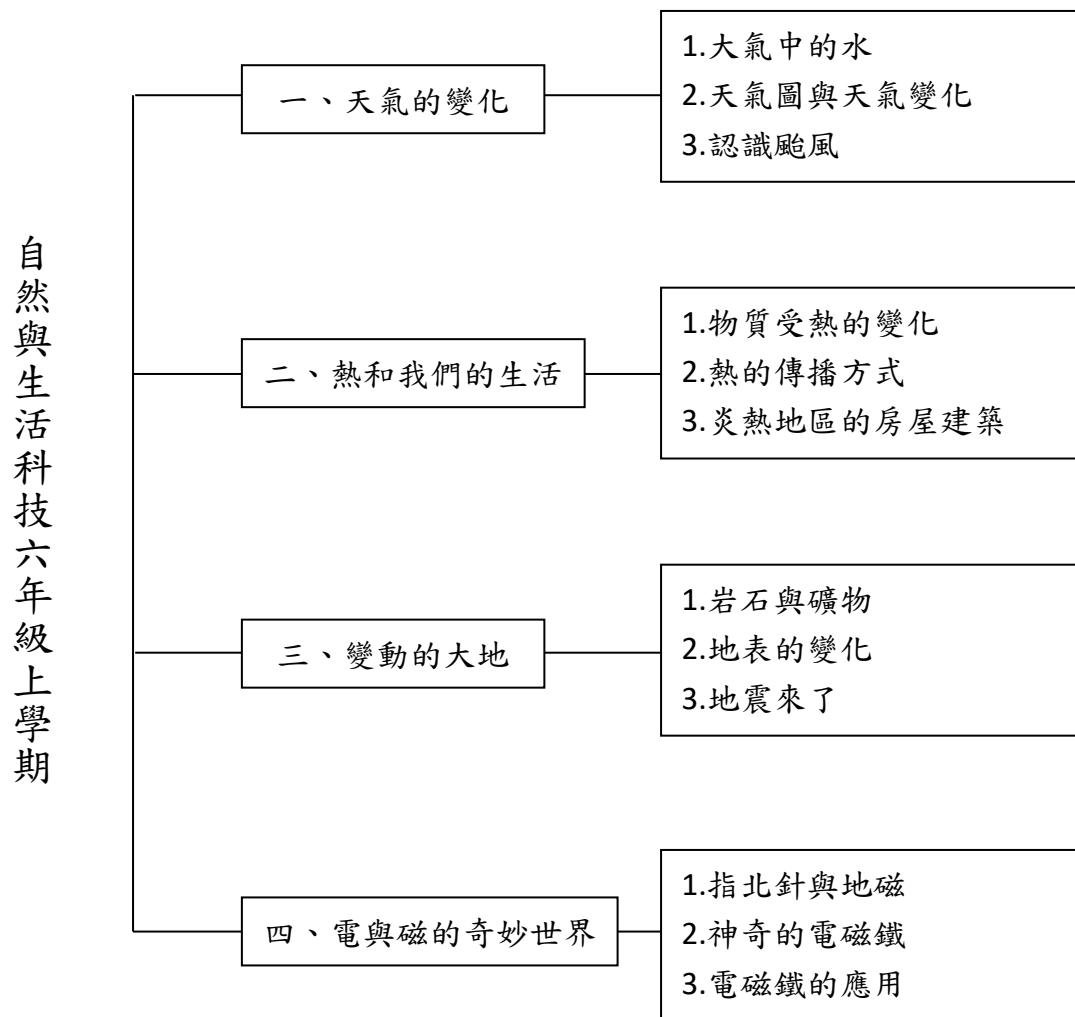 自然與生活科技六年級上學期
一、天氣的變化
1.大氣中的水
2.天氣圖與天氣變化
3.認識颱風
二、熱和我們的生活
1.物質受熱的變化
2.熱的傳播方式
3.炎熱地區的房屋建築
三、變動的大地
1.岩石與礦物
2.地表的變化
3.地震來了
四、電與磁的奇妙世界
1.指北針與地磁
2.神奇的電磁鐵
3.電磁鐵的應用